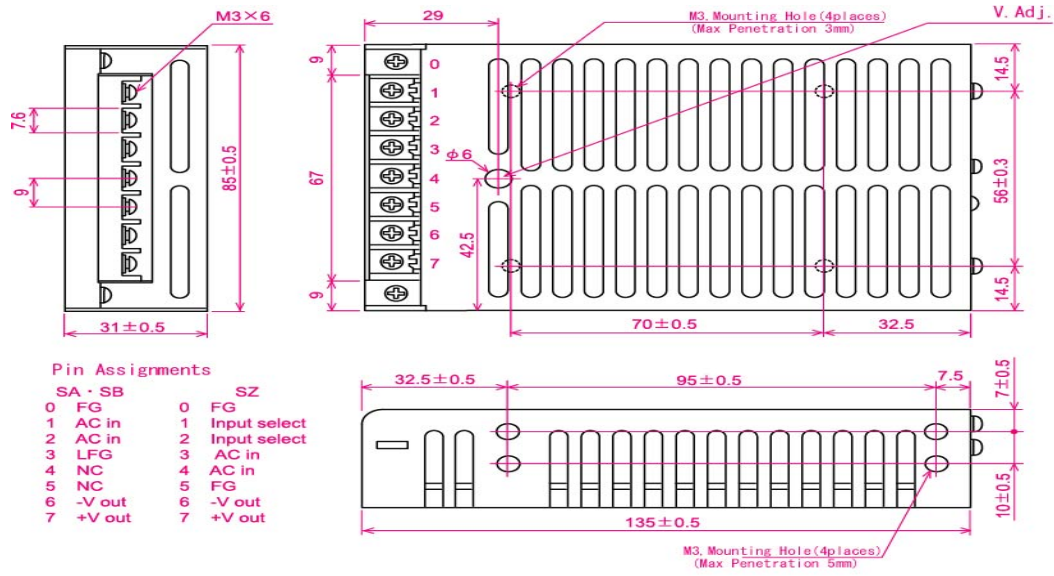 M3×6
7.6
9
85±0.5
31±0.5
29
M3, Mounting Hole(4places)
(Max Penetration 3mm)
V. Adj.
9
67
9
0
1
2
3
4
5
6
7
φ6
42.5
14.5
56±0.3
14.5
70±0.5
32.5
Pin Assignments
SA · SB SZ
0 FG 0 FG
1 AC in 1 Input select
2 AC in 2 Input select
3 LFG 3 AC in
4 NC 4 AC in
5 NC 5 FG
6 -V out 6 -V out
7 +V out 7 +V out
32.5±0.5
95±0.5
7.5
7±0.5
10±0.5
135±0.5
M3, Mounting Hole(4places)
(Max Penetration 5mm)